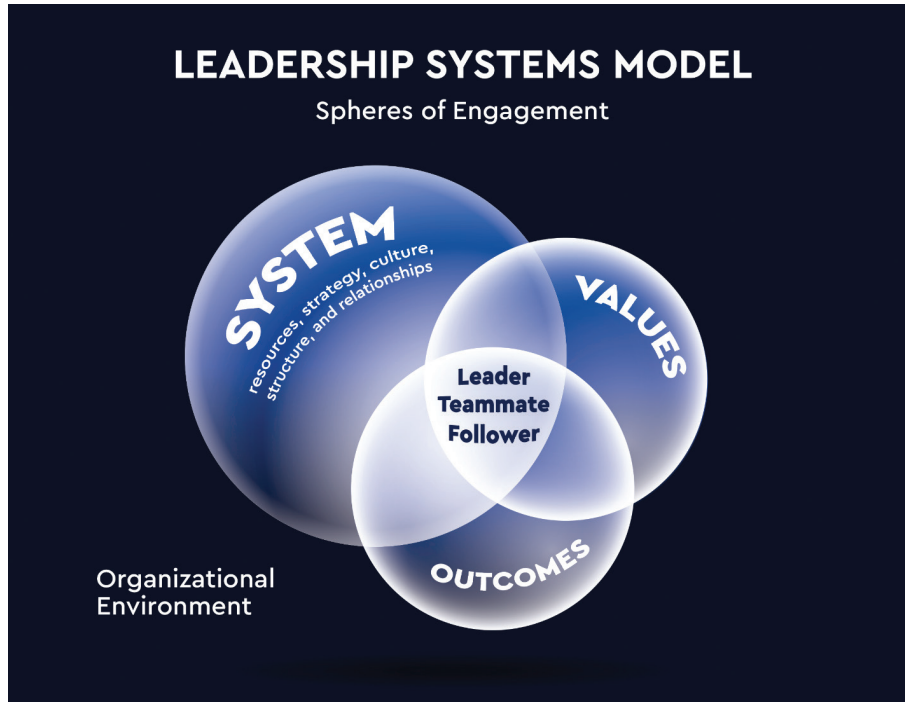 LEADERSHIP SYSTEMS MODEL
Spheres of Engagement
SYSTEM
resources, strategy, culture,
structure, and relationships
VALUES
Leader
Teammate
Follower
OUTCOMES
Organizational
Environment